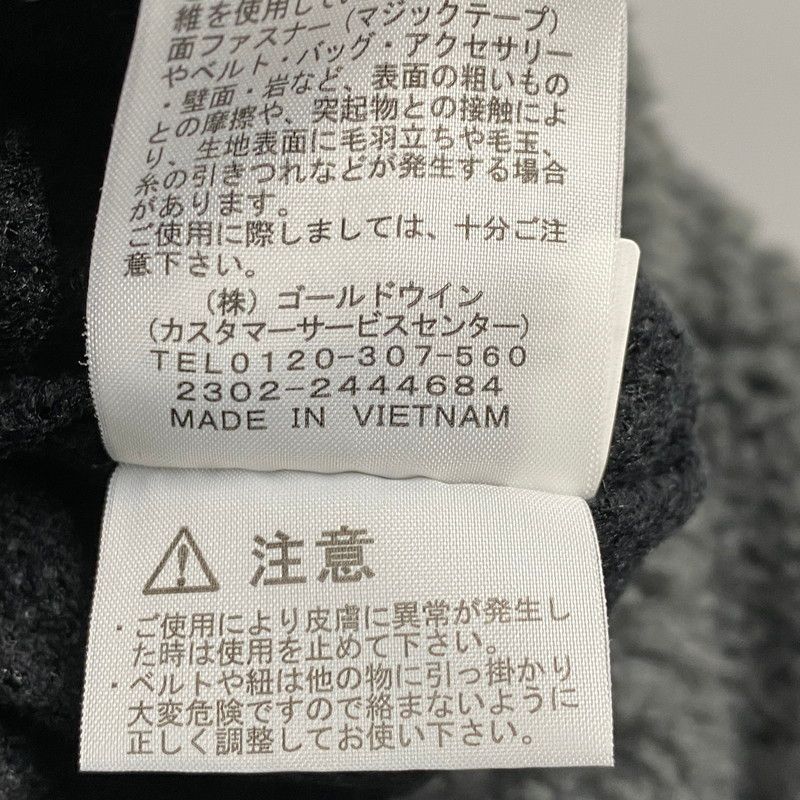 維を使用してい
面ファスナー(マジックテープ)
やベルト・バッグ・アクセサリー
・壁面・岩など、表面の粗いもの
との摩擦や、突起物との接触によ
り、生地表面に毛羽立ちや毛玉、
糸の引きつれなどが発生する場合
があります。
ご使用に際しましては、十分ご注
意下さい。
(株)ゴールドウイン
(カスタマーサービスセンター)
TEL0120-307-560
2302-2444684
MADE IN VIETNAM
注意
・ご使用により皮膚に異常が発生し
た時は使用を止めて下さい。
・ベルトや紐は他の物に引っ掛かり
大変危険ですので絡まないように
正しく調整してお使い下さい。